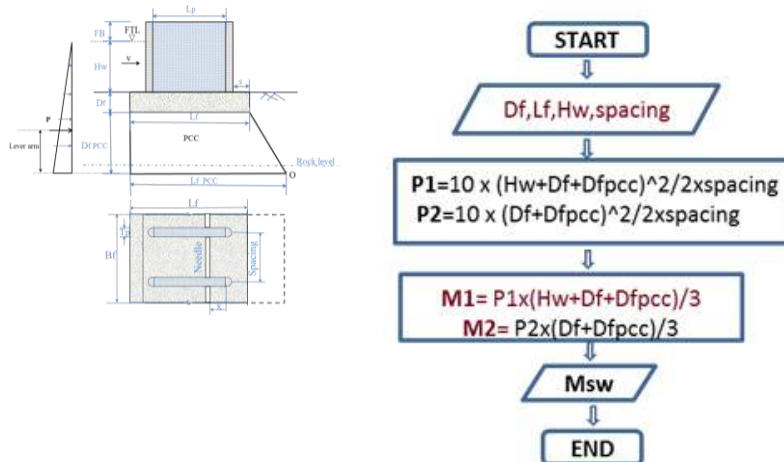 Lp
FB
FTL
Hw
v
s
Df
Lf
P
PCC
Lever arm
Df PCC
Rock level
O
Lf PCC
Lf
Bf
Needle
Spacing
X
START
Df,Lf,Hw,spacing
P1=10 x (Hw+Df+Dfpcc)^2/2xspacing
P2=10 x (Df+Dfpcc)^2/2xspacing
M1= P1x(Hw+Df+Dfpcc)/3
M2= P2x(Df+Dfpcc)/3
Msw
END